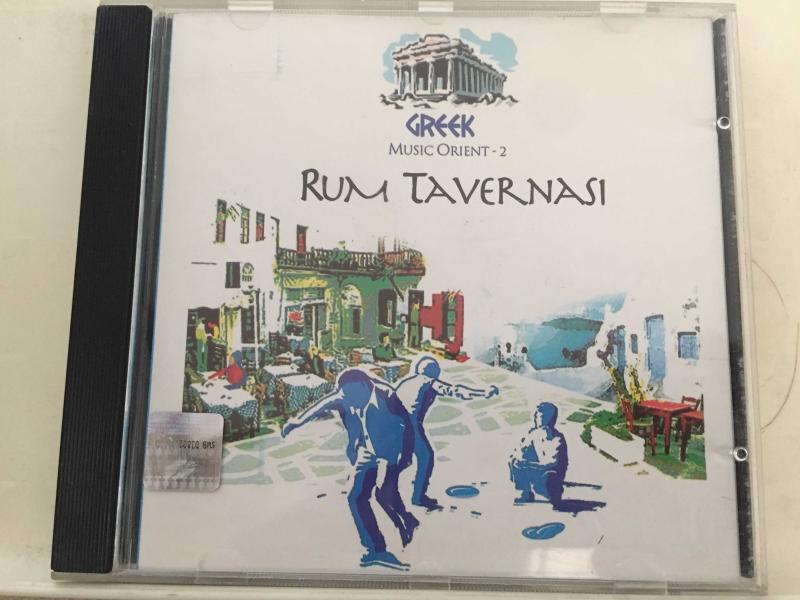 GREEK
MUSIC ORIENT - 2
RUM TAVERNASI